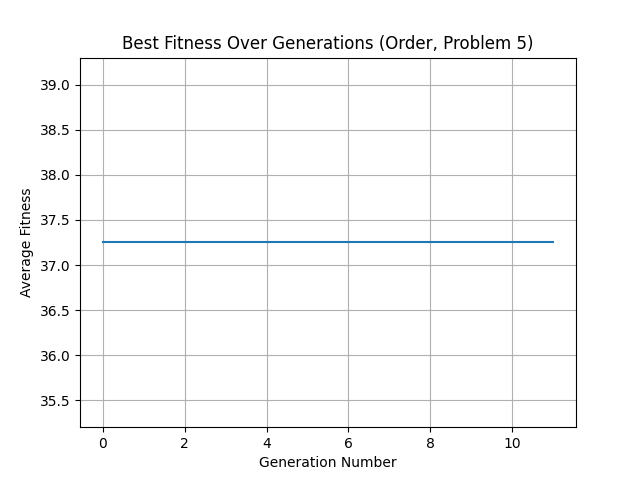 Best Fitness Over Generations (Order, Problem 5)
39.0
38.5
38.0
37.5
37.0
36.5
36.0
35.5
Average Fitness
0 2 4 6 8 10
Generation Number